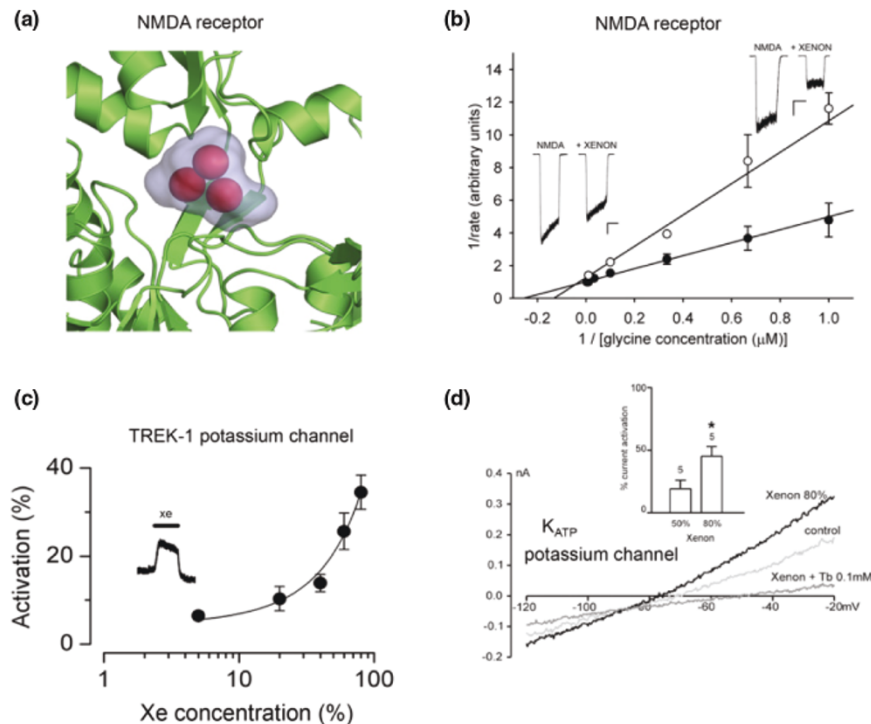 (a)
NMDA receptor
(b)
NMDA receptor
1/rate (arbitrary units)
14
12
10
8
6
4
2
0
-0.2
0.0
0.2
0.4
0.6
0.8
1.0
1 / [glycine concentration (μM)]
NMDA + XENON
NMDA + XENON
(c)
TREK-1 potassium channel
Activation (%)
40
20
0
xe
1
10
100
Xe concentration (%)
(d)
% current activation
100
50
0
5
*
5
50% 80%
Xenon
nA
0.4
0.3
0.2
0.1
0.0
-0.1
-0.2
KATP
potassium channel
Xenon 80%
control
Xenon + Tb 0.1mM
-120
-100
-80
-60
-40
-20mV